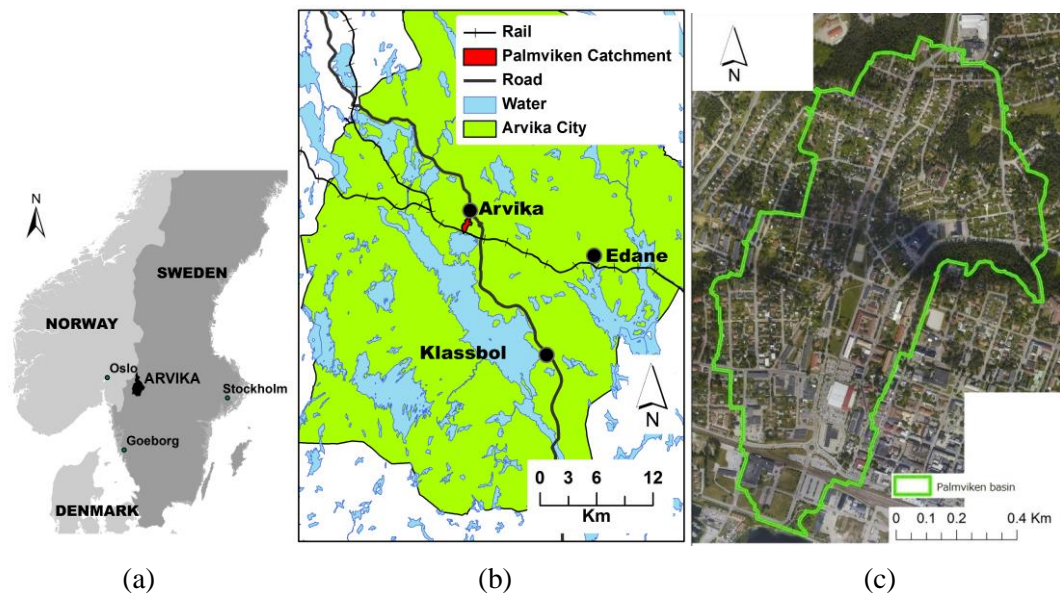 N
SWEDEN
NORWAY
Oslo
ARVIKA
Stockholm
Goeborg
DENMARK
Rail
Palmviken Catchment
Road
Water
Arvika City
Arvika
Edane
Klassbol
N
0 3 6 12
Km
N
Palmviken basin
0 0.1 0.2 0.4 Km
(a) (b) (c)